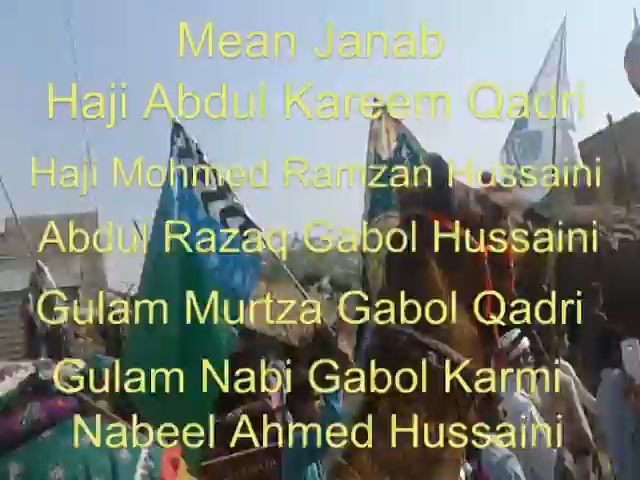 Mean Janab
Haji Abdul Kareem Qadri
Haji Mohmed Ramzan Hussaini
Abdul Razaq Gabol Hussaini
Gulam Murtza Gabol Qadri
Gulam Nabi Gabol Karmi
Nabeel Ahmed Hussaini